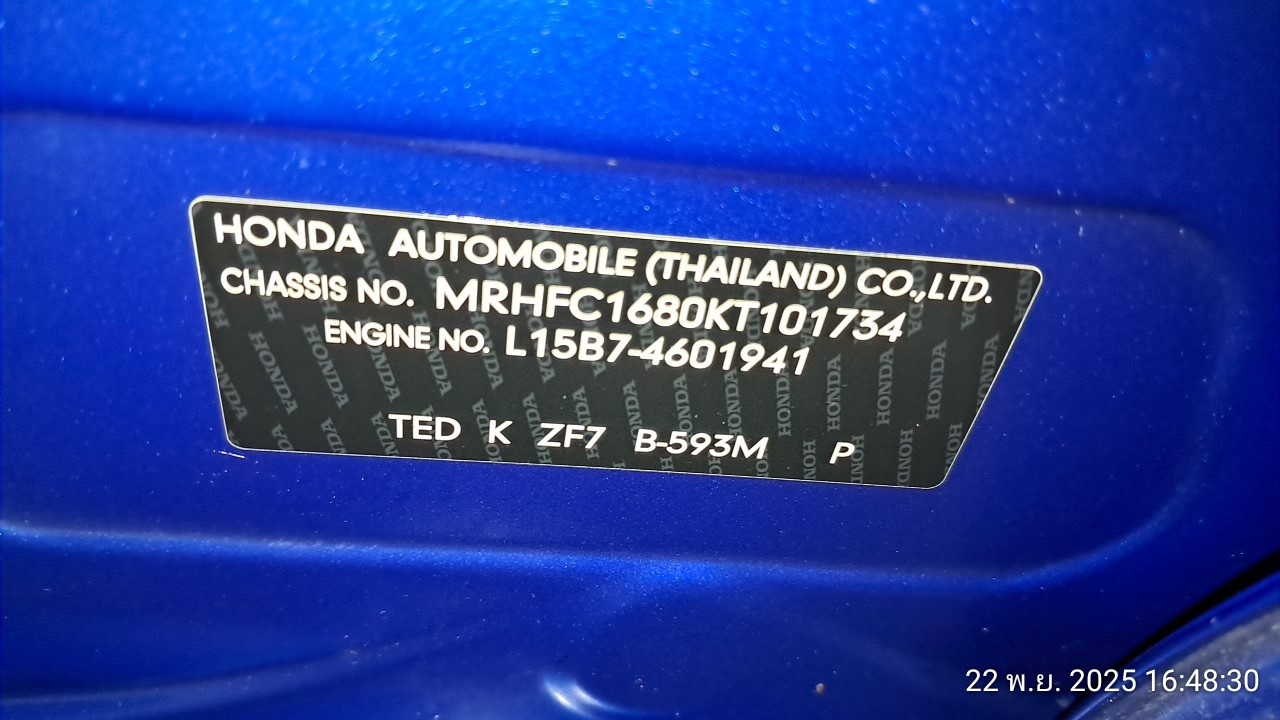 HONDA AUTOMOBILE (THAILAND) CO.,LTD.
CHASSIS NO. MRHFC1680KT101734
ENGINE NO. L15B7-4601941
TED K ZF7 B-593M P
22 พ.ย. 2025 16:48:30